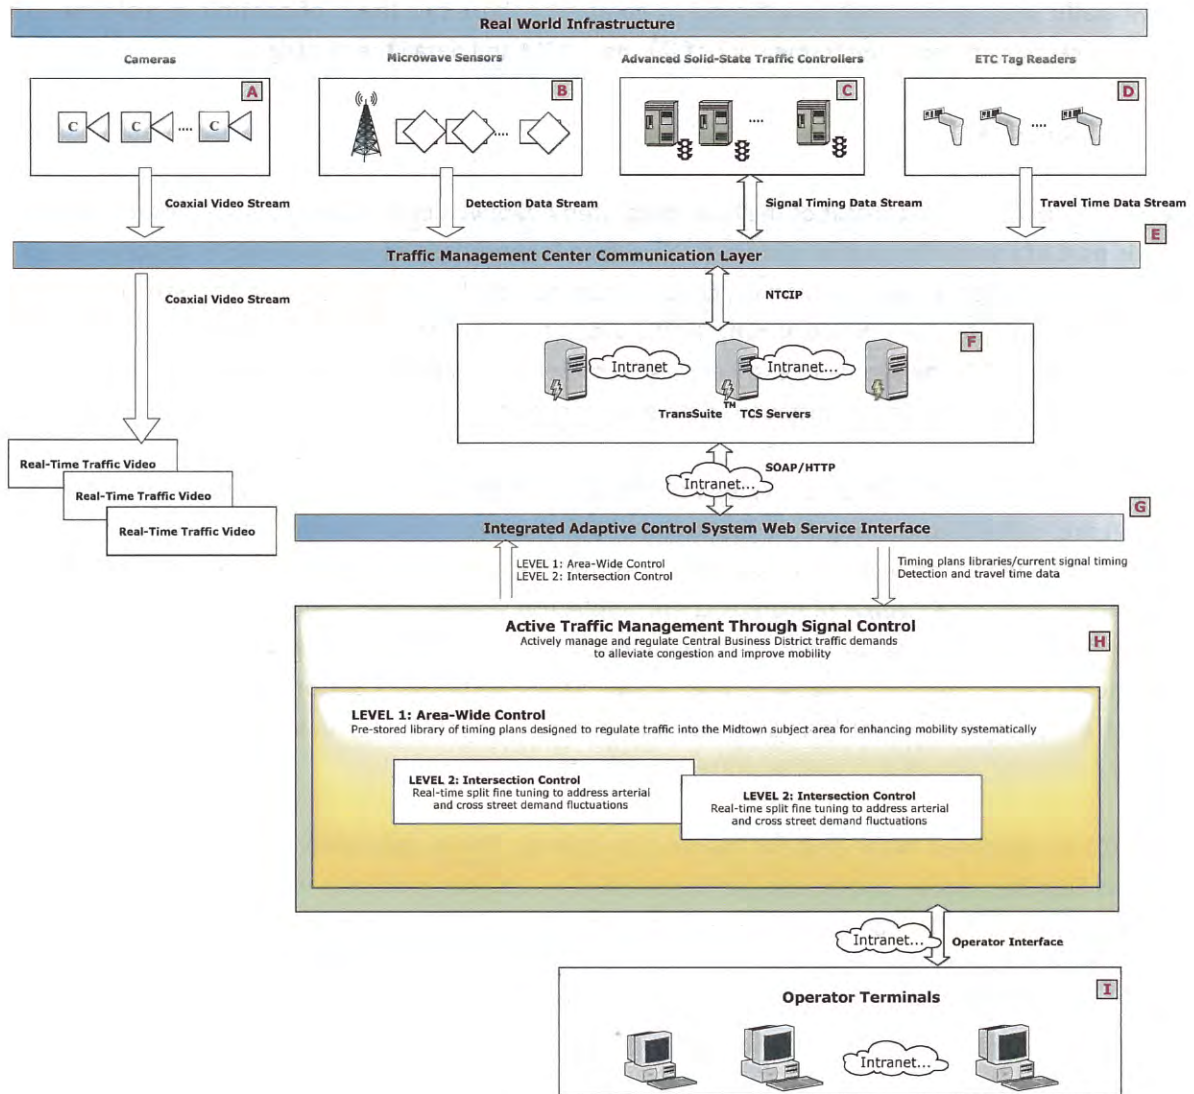 Real World Infrastructure
Cameras
Microwave Sensors
Advanced Solid-State Traffic Controllers
ETC Tag Readers
A
B
C
D
C
C
....
C
....
....
....
Coaxial Video Stream
Detection Data Stream
Signal Timing Data Stream
Travel Time Data Stream
E
Traffic Management Center Communication Layer
Coaxial Video Stream
NTCIP
F
Intranet
Intranet...
TransSuite™ TCS Servers
Real-Time Traffic Video
Real-Time Traffic Video
Real-Time Traffic Video
SOAP/HTTP
Intranet...
G
Integrated Adaptive Control System Web Service Interface
LEVEL 1: Area-Wide Control
LEVEL 2: Intersection Control
Timing plans libraries/current signal timing
Detection and travel time data
H
Active Traffic Management Through Signal Control
Actively manage and regulate Central Business District traffic demands
to alleviate congestion and improve mobility
LEVEL 1: Area-Wide Control
Pre-stored library of timing plans designed to regulate traffic into the Midtown subject area for enhancing mobility systematically
LEVEL 2: Intersection Control
Real-time split fine tuning to address arterial
and cross street demand fluctuations
LEVEL 2: Intersection Control
Real-time split fine tuning to address arterial
and cross street demand fluctuations
Intranet...
Operator Interface
I
Operator Terminals
Intranet...